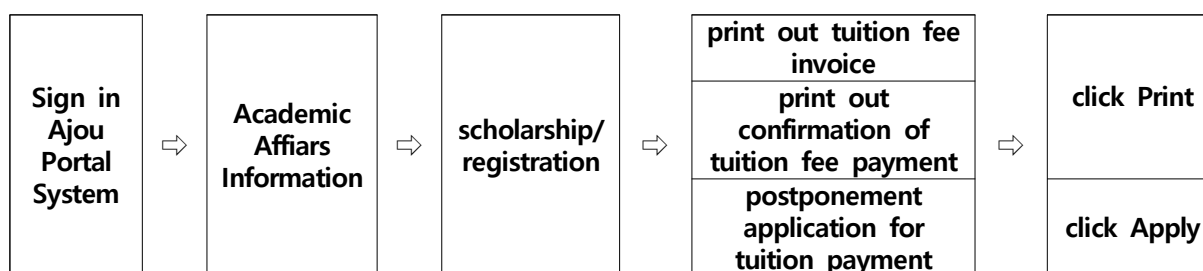 Sign in
Ajou
Portal
System
⇨
Academic
Affiars
Information
⇨
scholarship/
registration
⇨
print out tuition fee
invoice
print out
confirmation of
tuition fee payment
postponement
application for
tuition payment
⇨
click Print
click Apply